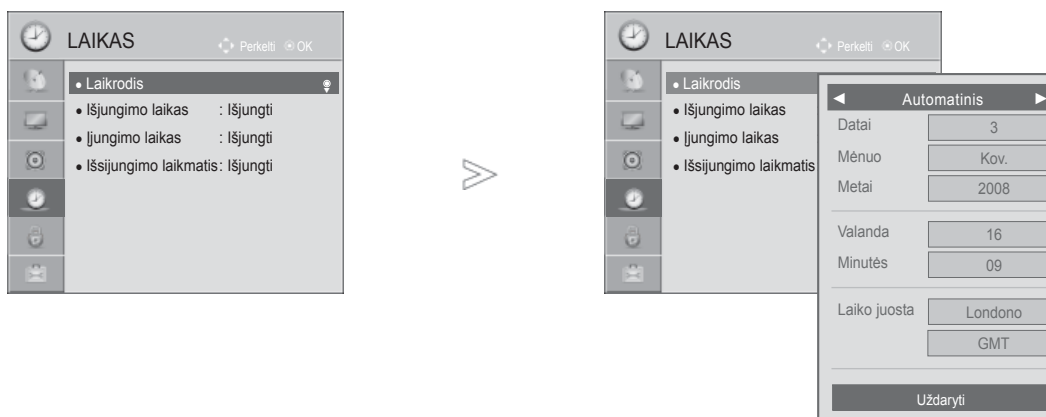 LAIKAS
Perkelti OK
• Laikrodis
• Išjungimo laikas : Išjungti
• Įjungimo laikas : Išjungti
• Išsijungimo laikmatis: Išjungti
LAIKAS
Perkelti OK
• Laikrodis
• Išjungimo laikas
• Įjungimo laikas
• Išsijungimo laikmatis
◄ Automatinis ►
Datai 3
Mėnuo Kov.
Metai 2008
Valanda 16
Minutės 09
Laiko juosta Londono
GMT
Uždaryti